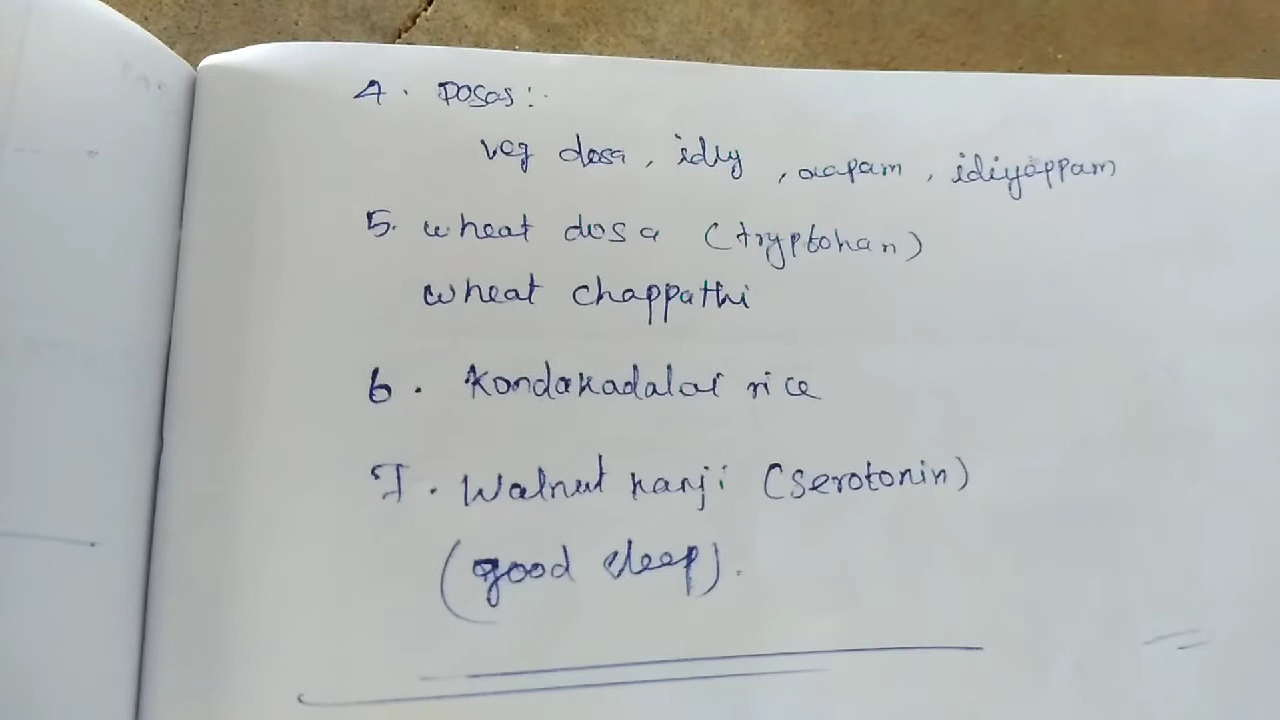 4. Dosas:
veg dosa, idly, aapam, idiyappam
5. wheat dosa (tryptohan)
wheat chappathi
6. Kondakadalai rice
7. Walnut kanji (serotonin)
(good sleep).